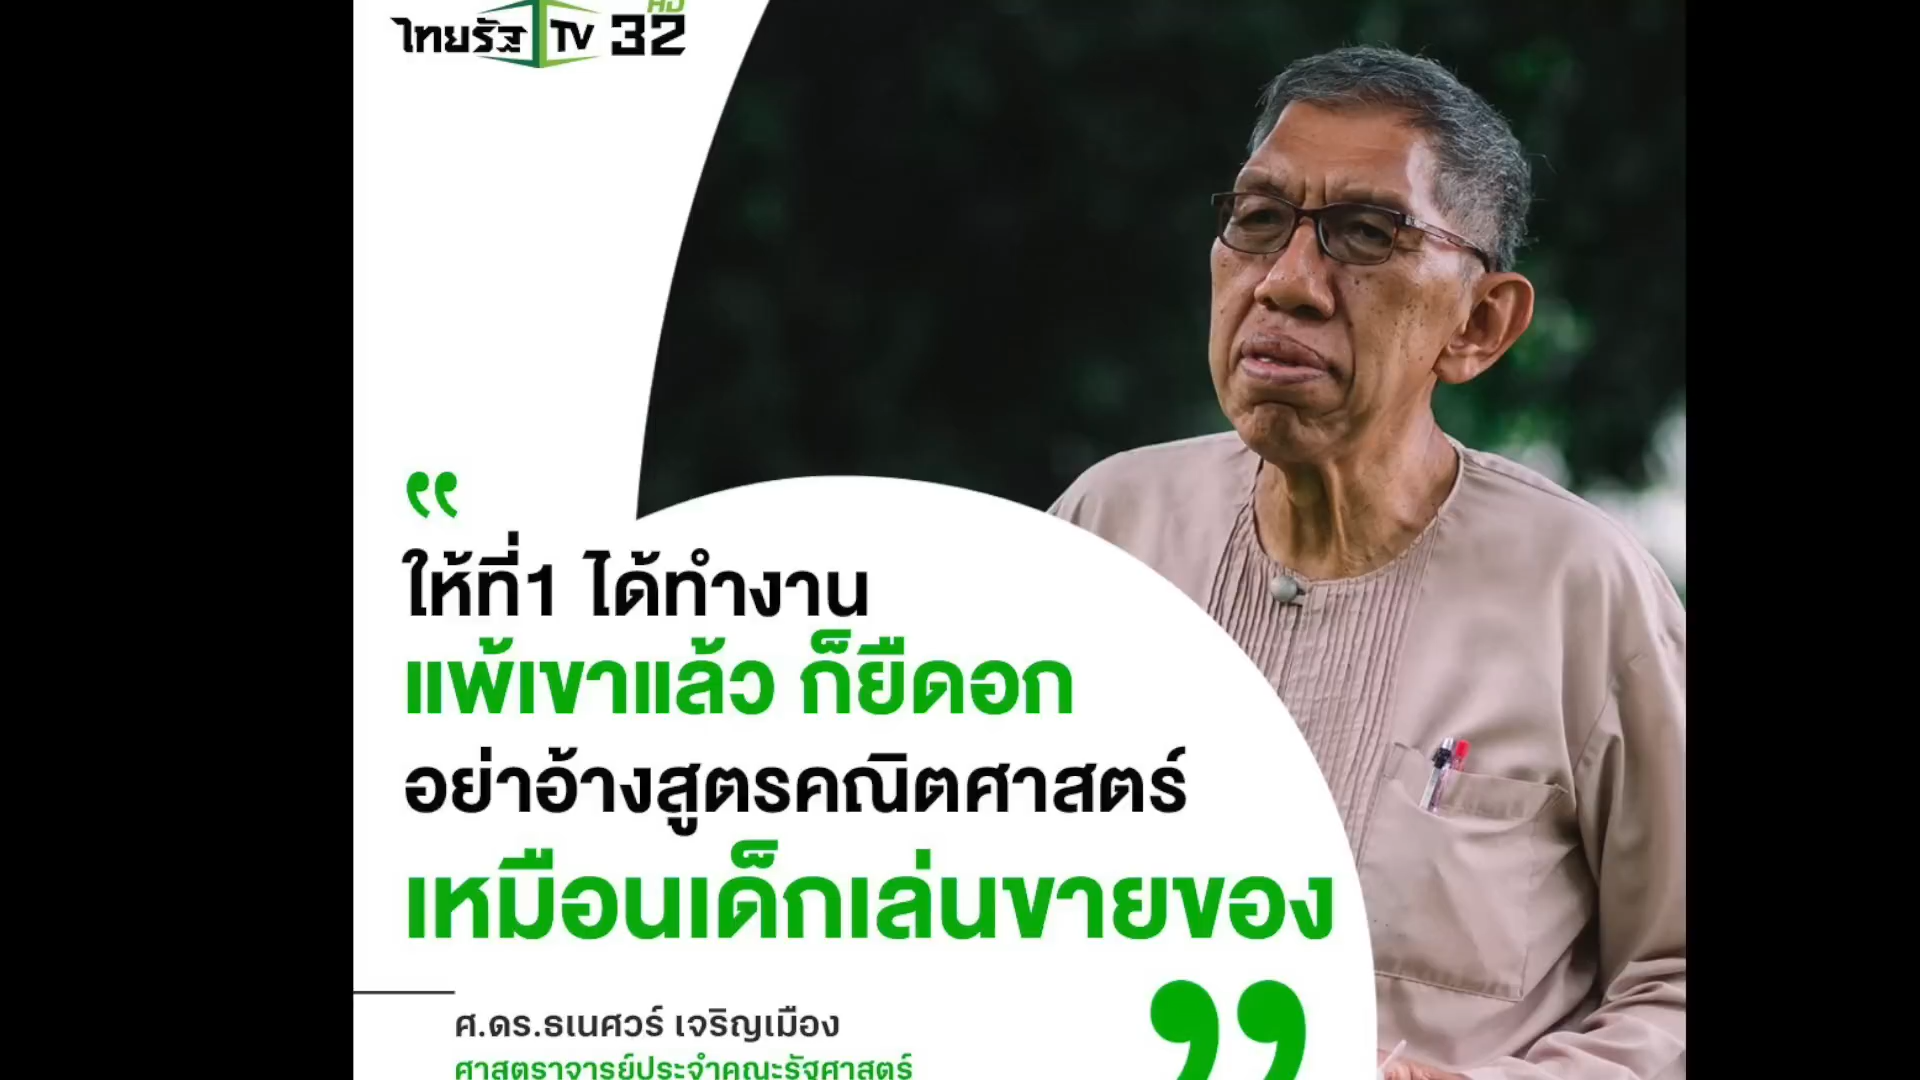 ไทยรัฐ TV HD 32
“
ให้ที่1 ได้ทำงาน
แพ้เขาแล้ว ก็ยืดอก
อย่าอ้างสูตรคณิตศาสตร์
เหมือนเด็กเล่นขายของ
”
ศ.ดร.ธเนศวร์ เจริญเมือง
ศาสตราจารย์ประจำคณะรัฐศาสตร์